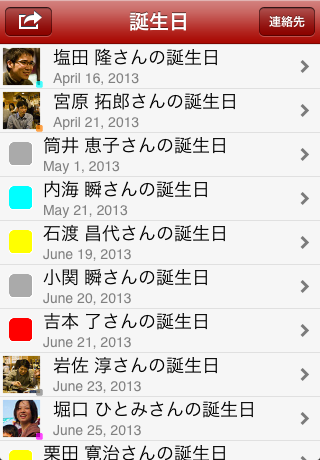 誕生日
連絡先
塩田 隆さんの誕生日
April 16, 2013
宮原 拓郎さんの誕生日
April 21, 2013
筒井 恵子さんの誕生日
May 1, 2013
内海 瞬さんの誕生日
May 21, 2013
石渡 昌代さんの誕生日
June 19, 2013
小関 瞬さんの誕生日
June 20, 2013
吉本 了さんの誕生日
June 21, 2013
岩佐 淳さんの誕生日
June 23, 2013
堀口 ひとみさんの誕生日
June 25, 2013
栗田 寛治さんの誕生日